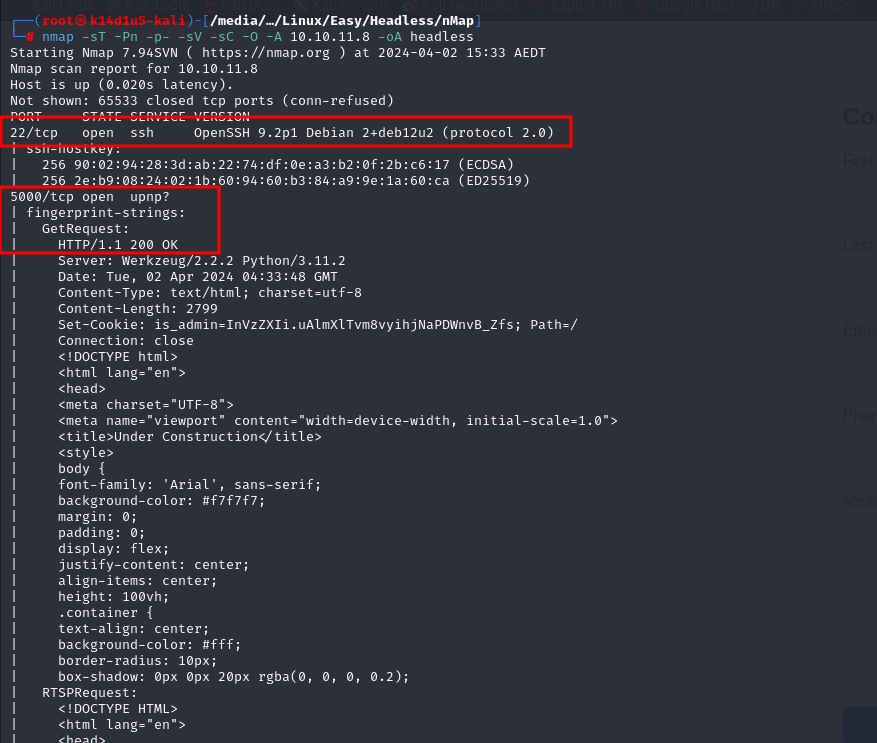 Kali Linux Kali Tools Kali Docs Kali Forums Kali NetHunter Exploit-DB Google Hacking DB OffSec
┌──(root㉿k14d1u5-kali)-[/media/…/Linux/Easy/Headless/nMap]
└─# nmap -sT -Pn -p- -sV -sC -O -A 10.10.11.8 -oA headless
Starting Nmap 7.94SVN ( https://nmap.org ) at 2024-04-02 15:33 AEDT
Nmap scan report for 10.10.11.8
Host is up (0.020s latency).
Not shown: 65533 closed tcp ports (conn-refused)
PORT     STATE SERVICE VERSION
22/tcp   open  ssh     OpenSSH 9.2p1 Debian 2+deb12u2 (protocol 2.0)
| ssh-hostkey:
|   256 90:02:94:28:3d:ab:22:74:df:0e:a3:b2:0f:2b:c6:17 (ECDSA)
|_  256 2e:b9:08:24:02:1b:60:94:60:b3:84:a9:9e:1a:60:ca (ED25519)
5000/tcp open  upnp?
| fingerprint-strings:
|   GetRequest:
|     HTTP/1.1 200 OK
|     Server: Werkzeug/2.2.2 Python/3.11.2
|     Date: Tue, 02 Apr 2024 04:33:48 GMT
|     Content-Type: text/html; charset=utf-8
|     Content-Length: 2799
|     Set-Cookie: is_admin=InVzZXIi.uAlmXlTvm8vyihjNaPDWnvB_Zfs; Path=/
|     Connection: close
|     <!DOCTYPE html>
|     <html lang="en">
|     <head>
|     <meta charset="UTF-8">
|     <meta name="viewport" content="width=device-width, initial-scale=1.0">
|     <title>Under Construction</title>
|     <style>
|     body {
|     font-family: 'Arial', sans-serif;
|     background-color: #f7f7f7;
|     margin: 0;
|     padding: 0;
|     display: flex;
|     justify-content: center;
|     align-items: center;
|     height: 100vh;
|     .container {
|     text-align: center;
|     background-color: #fff;
|     border-radius: 10px;
|     box-shadow: 0px 0px 20px rgba(0, 0, 0, 0.2);
|   RTSPRequest:
|     <!DOCTYPE HTML>
|     <html lang="en">
|     <head>
Co
First
Last
Ema
Phon
Mess